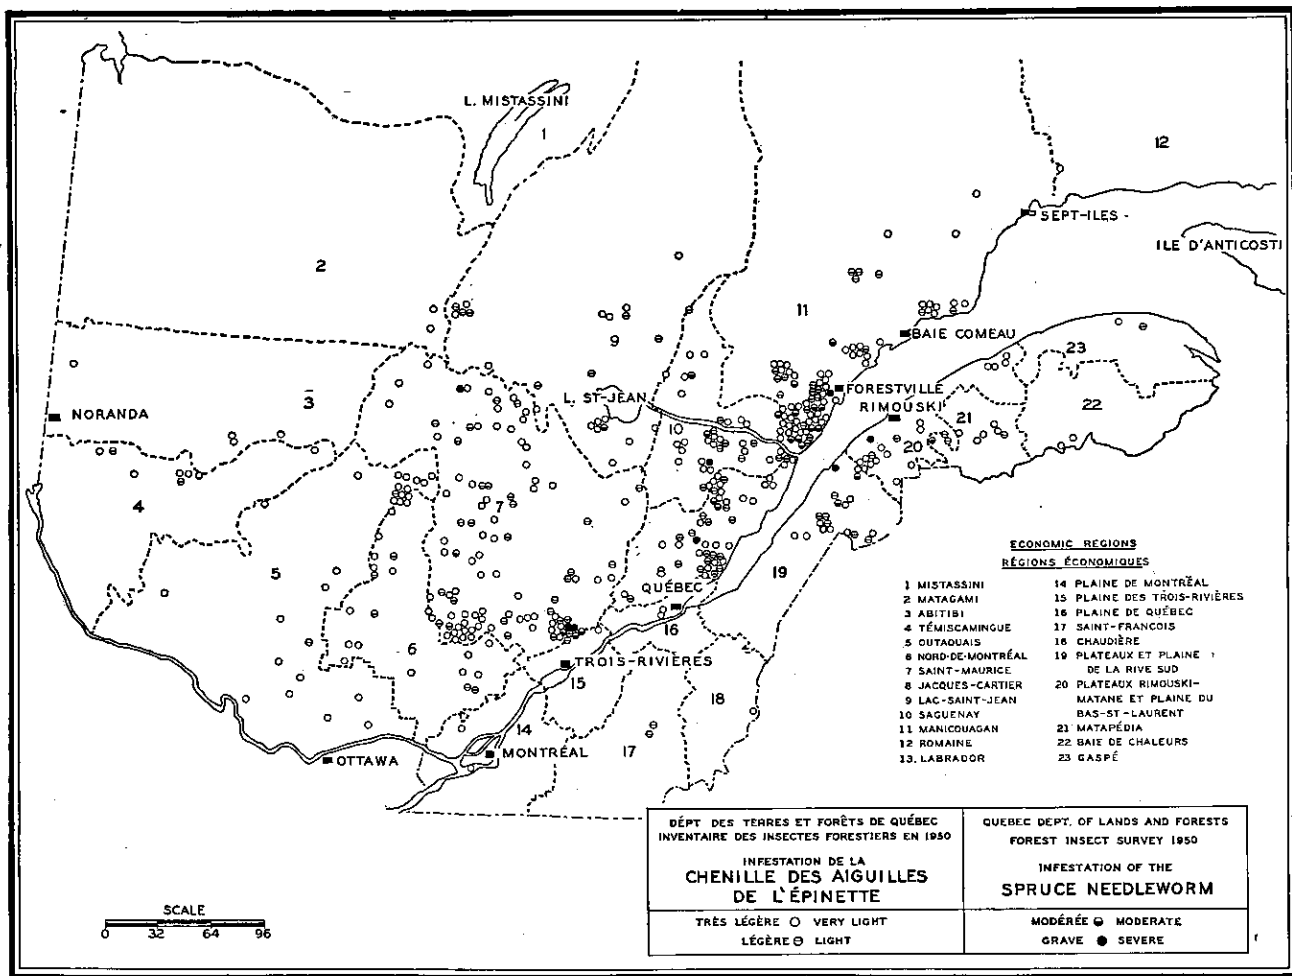 L. MISTASSINI
1
12
SEPT-ILES
ILE D'ANTICOSTI
2
11
9
BAIE COMEAU
23
3
L. ST-JEAN
FORESTVILLE
RIMOUSKI
NORANDA
21
22
10
20
4
7
5
19
QUÉBEC
16
6
TROIS-RIVIÈRES
15
18
14
17
MONTRÉAL
OTTAWA
ECONOMIC REGIONS
RÉGIONS ÉCONOMIQUES
1 MISTASSINI
2 MATAGAMI
3 ABITIBI
4 TÉMISCAMINGUE
5 OUTAOUAIS
6 NORD-DE-MONTRÉAL
7 SAINT-MAURICE
8 JACQUES-CARTIER
9 LAC-SAINT-JEAN
10 SAGUENAY
11 MANICOUAGAN
12 ROMAINE
13. LABRADOR
14 PLAINE DE MONTRÉAL
15 PLAINE DES TROIS-RIVIÈRES
16 PLAINE DE QUÉBEC
17 SAINT-FRANCOIS
18 CHAUDIÈRE
19 PLATEAUX ET PLAINE
DE LA RIVE SUD
20 PLATEAUX RIMOUSKI-
MATANE ET PLAINE DU
BAS-ST-LAURENT
21 MATAPÉDIA
22 BAIE DE CHALEURS
23 GASPÉ
DÉPT DES TERRES ET FORÊTS DE QUÉBEC
INVENTAIRE DES INSECTES FORESTIERS EN 1950
INFESTATION DE LA
CHENILLE DES AIGUILLES
DE L'ÉPINETTE
TRÈS LÉGÈRE VERY LIGHT
LÉGÈRE LIGHT
QUEBEC DEPT. OF LANDS AND FORESTS
FOREST INSECT SURVEY 1950
INFESTATION OF THE
SPRUCE NEEDLEWORM
MODÉRÉE MODERATE
GRAVE SEVERE
SCALE
0 32 64 96